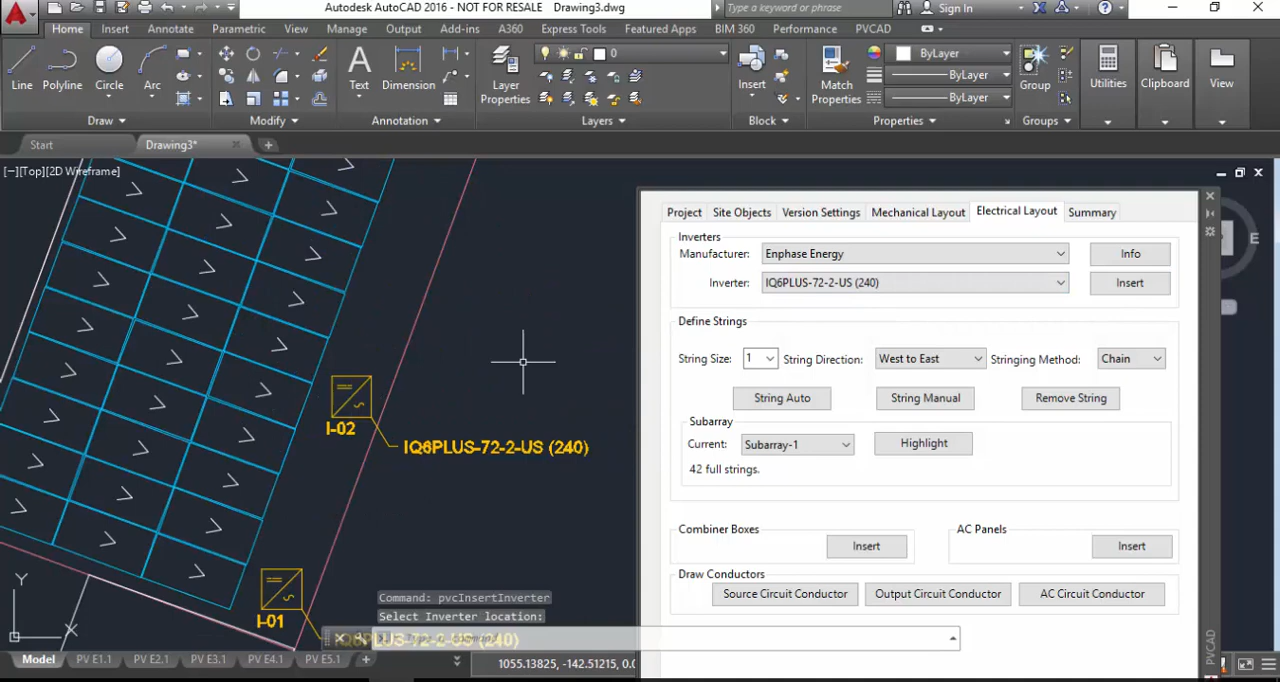 Autodesk AutoCAD 2016 - NOT FOR RESALE Drawing3.dwg
Type a keyword or phrase
Sign In
Home Insert Annotate Parametric View Manage Output Add-ins A360 Express Tools Featured Apps BIM 360 Performance PVCAD
Line Polyline Circle Arc
Draw
Modify
Text Dimension
Annotation
Layer Properties
0
Layers
Insert
Block
Match Properties
ByLayer
ByLayer
ByLayer
Properties
Group
Groups
Utilities
Clipboard
View
Start
Drawing3*
[−][Top][2D Wireframe]
E
I-02
IQ6PLUS-72-2-US (240)
I-01
IQ6PLUS-72-2-US (240)
Y
X
Command: pvcInsertInverter
Select Inverter location:
Model PV E1.1 PV E2.1 PV E3.1 PV E4.1 PV E5.1
1055.13825, -142.51215, 0.0
Project Site Objects Version Settings Mechanical Layout Electrical Layout Summary
Inverters
Manufacturer: Enphase Energy Info
Inverter: IQ6PLUS-72-2-US (240) Insert
Define Strings
String Size: 1 String Direction: West to East Stringing Method: Chain
String Auto String Manual Remove String
Subarray
Current: Subarray-1 Highlight
42 full strings.
Combiner Boxes
Insert
AC Panels
Insert
Draw Conductors
Source Circuit Conductor Output Circuit Conductor AC Circuit Conductor
PVCAD